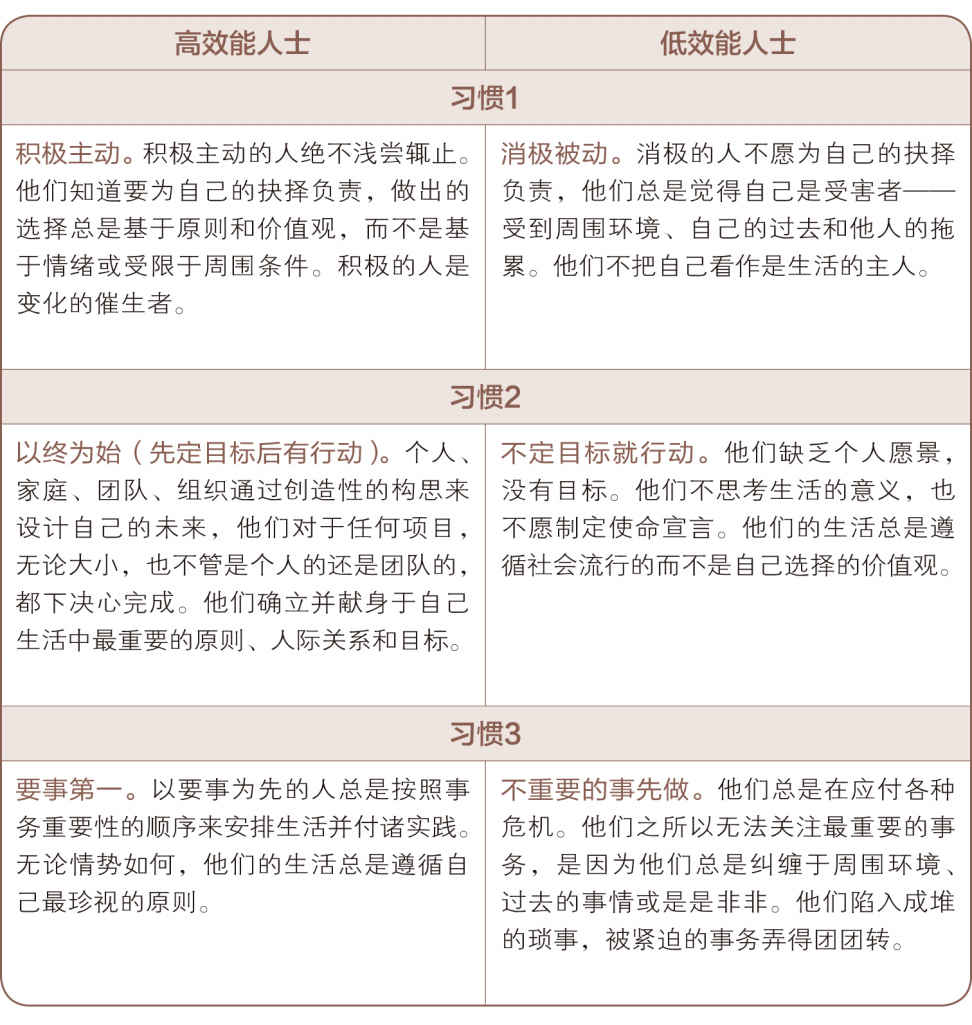 高效能人士
低效能人士
习惯1
积极主动。积极主动的人绝不浅尝辄止。
他们知道要为自己的抉择负责，做出的
选择总是基于原则和价值观，而不是基
于情绪或受限于周围条件。积极的人是
变化的催生者。
消极被动。消极的人不愿为自己的抉择
负责，他们总是觉得自己是受害者——
受到周围环境、自己的过去和他人的拖
累。他们不把自己看作是生活的主人。
习惯2
以终为始（先定目标后有行动）。个人、
家庭、团队、组织通过创造性的构思来
设计自己的未来，他们对于任何项目，
无论大小，也不管是个人的还是团队的，
都下决心完成。他们确立并献身于自己
生活中最重要的原则、人际关系和目标。
不定目标就行动。他们缺乏个人愿景，
没有目标。他们不思考生活的意义，也
不愿制定使命宣言。他们的生活总是遵
循社会流行的而不是自己选择的价值观。
习惯3
要事第一。以要事为先的人总是按照事
务重要性的顺序来安排生活并付诸实践。
无论情势如何，他们的生活总是遵循自
己最珍视的原则。
不重要的事先做。他们总是在应付各种
危机。他们之所以无法关注最重要的事
务，是因为他们总是纠缠于周围环境、
过去的事情或是是非非。他们陷入成堆
的琐事，被紧迫的事务弄得团团转。